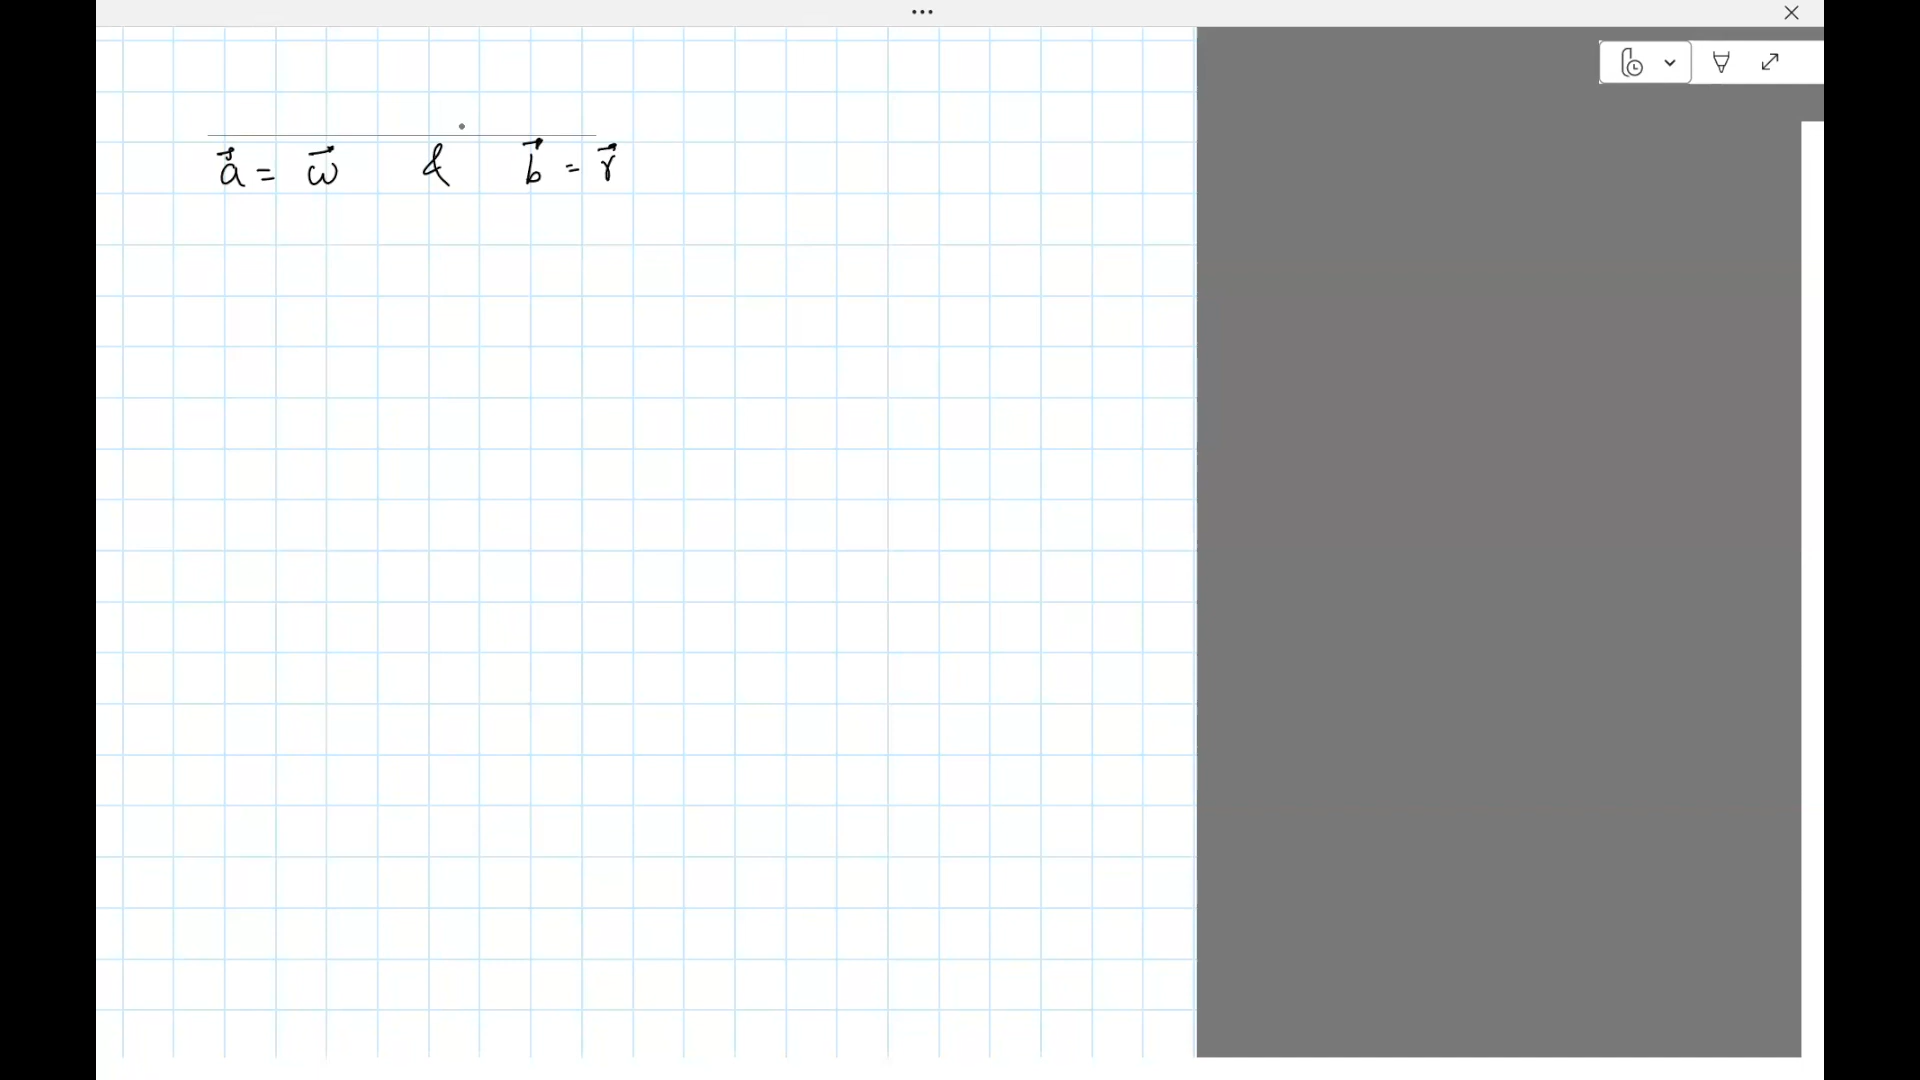 a⃗ = ω⃗ & b⃗ = r⃗